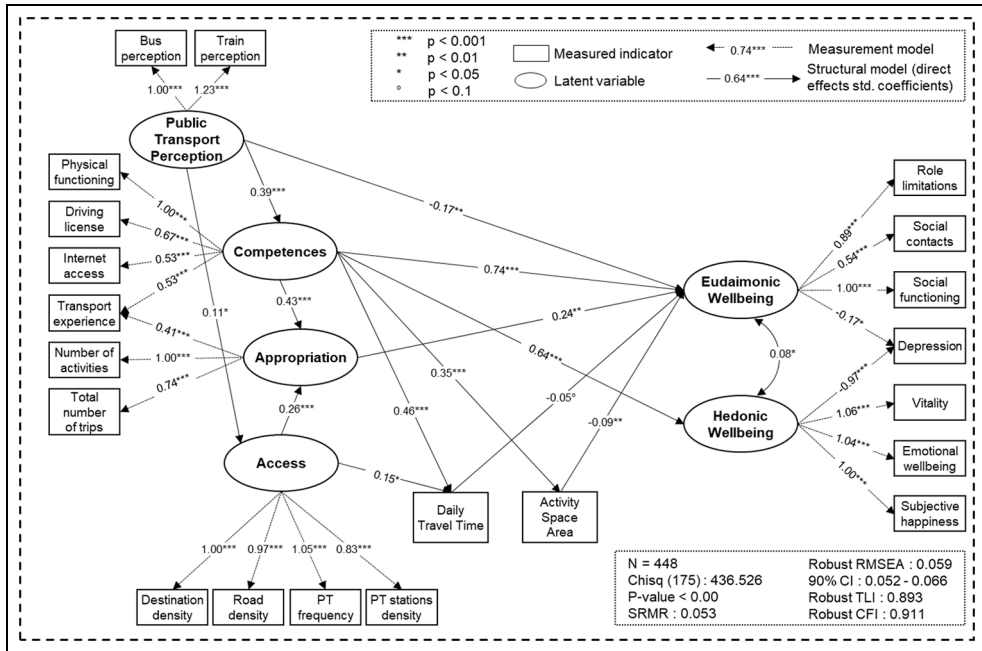 Bus
perception
Train
perception
1.00***
1.23***
Public
Transport
Perception
*** p < 0.001
** p < 0.01
* p < 0.05
° p < 0.1
Measured indicator
Latent variable
0.74*** Measurement model
0.64*** Structural model (direct
effects std. coefficients)
Physical
functioning
Driving
license
Internet
access
Transport
experience
Number of
activities
Total
number
of trips
1.00***
0.67***
0.53***
0.53***
0.41***
1.00***
0.74***
0.39***
-0.17**
Competences
0.74***
0.43***
0.11*
Appropriation
0.24**
0.64***
0.35***
0.46***
0.26***
-0.05°
-0.09**
Access
0.15*
Daily
Travel Time
Activity
Space
Area
Eudaimonic
Wellbeing
0.08*
Hedonic
Wellbeing
0.89***
0.54**
1.00***
-0.17*
-0.97***
1.06***
1.04***
1.00***
Role
limitations
Social
contacts
Social
functioning
Depression
Vitality
Emotional
wellbeing
Subjective
happiness
1.00***
0.97***
1.05***
0.83***
Destination
density
Road
density
PT
frequency
PT stations
density
N = 448
Chisq (175) : 436.526
P-value < 0.00
SRMR : 0.053
Robust RMSEA : 0.059
90% CI : 0.052 - 0.066
Robust TLI : 0.893
Robust CFI : 0.911